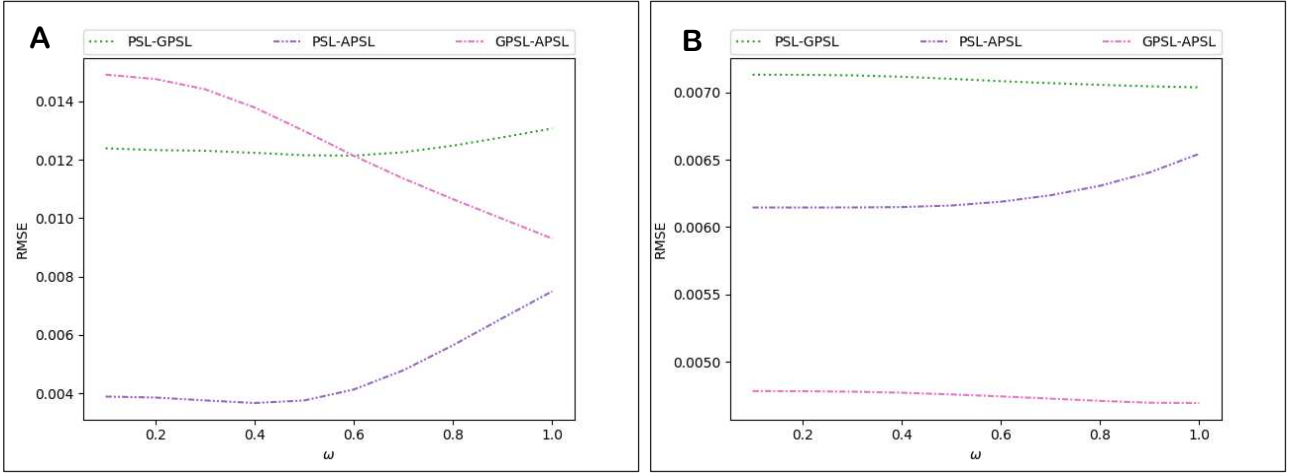 A
PSL-GPSL PSL-APSL GPSL-APSL
0.014
0.012
0.010
0.008
0.006
0.004
RMSE
0.2 0.4 0.6 0.8 1.0
ω
B
PSL-GPSL PSL-APSL GPSL-APSL
0.0070
0.0065
0.0060
0.0055
0.0050
RMSE
0.2 0.4 0.6 0.8 1.0
ω